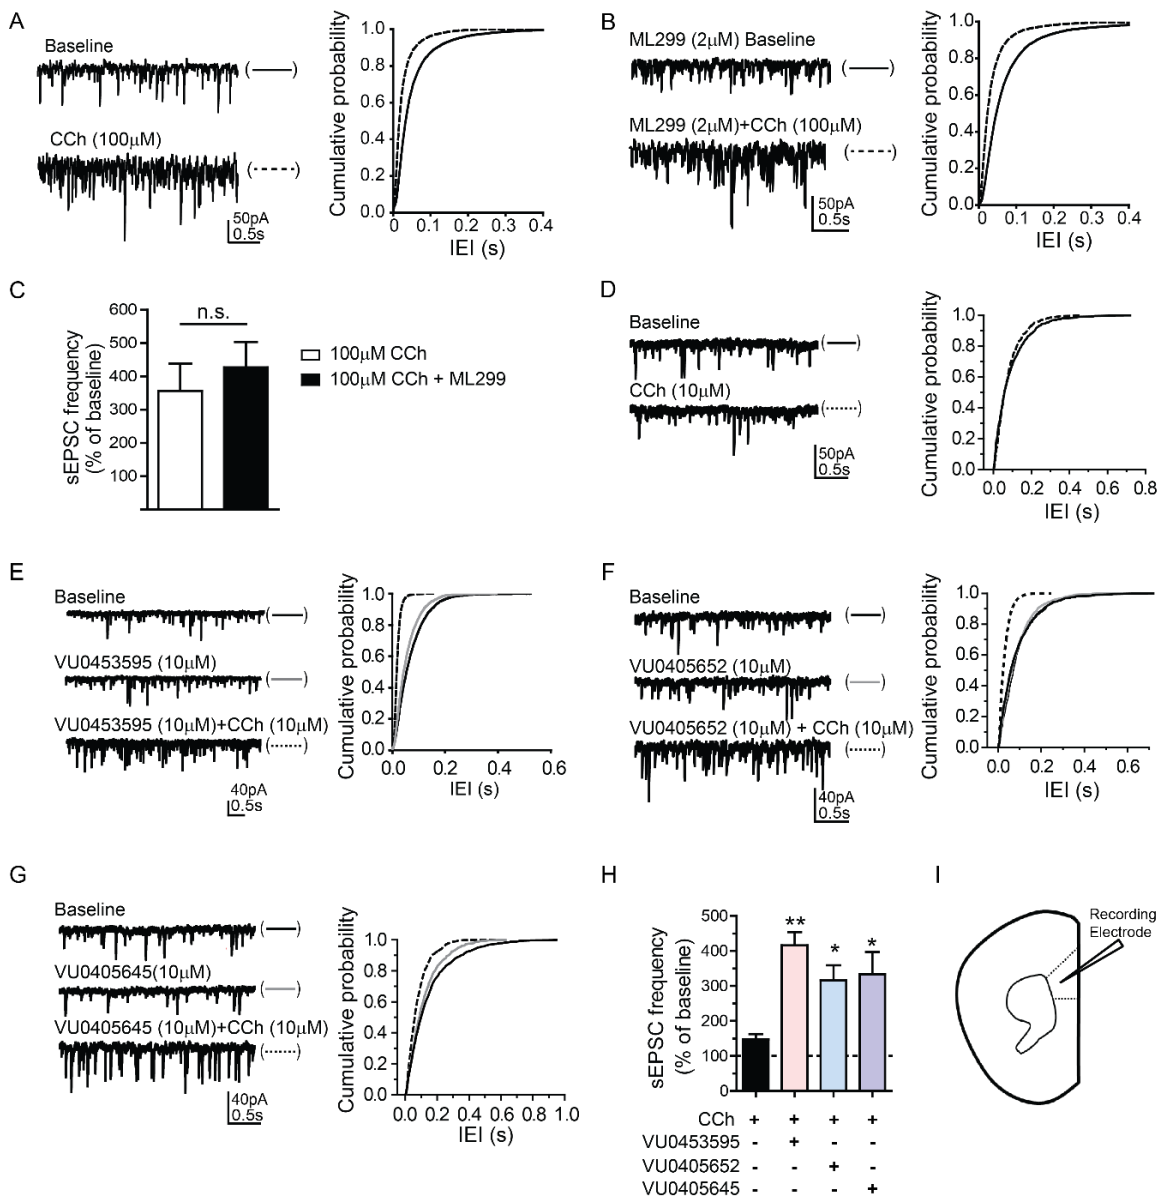 A
Baseline
CCh (100µM)
50pA
0.5s
Cumulative probability
1.0
0.8
0.6
0.4
0.2
0.0
0 0.1 0.2 0.3 0.4
IEI (s)
B
ML299 (2µM) Baseline
ML299 (2µM)+CCh (100µM)
50pA
0.5s
Cumulative probability
1.0
0.8
0.6
0.4
0.2
0.0
0 0.1 0.2 0.3 0.4
IEI (s)
C
sEPSC frequency
(% of baseline)
600
500
400
300
200
100
n.s.
100µM CCh
100µM CCh + ML299
D
Baseline
CCh (10µM)
50pA
0.5s
Cumulative probability
1.0
0.8
0.6
0.4
0.2
0.0
0.0 0.2 0.4 0.6 0.8
IEI (s)
E
Baseline
VU0453595 (10µM)
VU0453595 (10µM)+CCh (10µM)
40pA
0.5s
Cumulative probability
1.0
0.8
0.6
0.4
0.2
0.0
0.0 0.2 0.4 0.6
IEI (s)
F
Baseline
VU0405652 (10µM)
VU0405652 (10µM) + CCh (10µM)
40pA
0.5s
Cumulative probability
1.0
0.8
0.6
0.4
0.2
0.0
0.0 0.2 0.4 0.6
IEI (s)
G
Baseline
VU0405645(10µM)
VU0405645 (10µM)+CCh (10µM)
40pA
0.5s
Cumulative probability
1.0
0.8
0.6
0.4
0.2
0.0
0.0 0.2 0.4 0.6 0.8 1.0
IEI (s)
H
sEPSC frequency
(% of baseline)
500
400
300
200
100
0
** * *
CCh + + + +
VU0453595 - + - -
VU0405652 - - + -
VU0405645 - - - +
I
Recording
Electrode